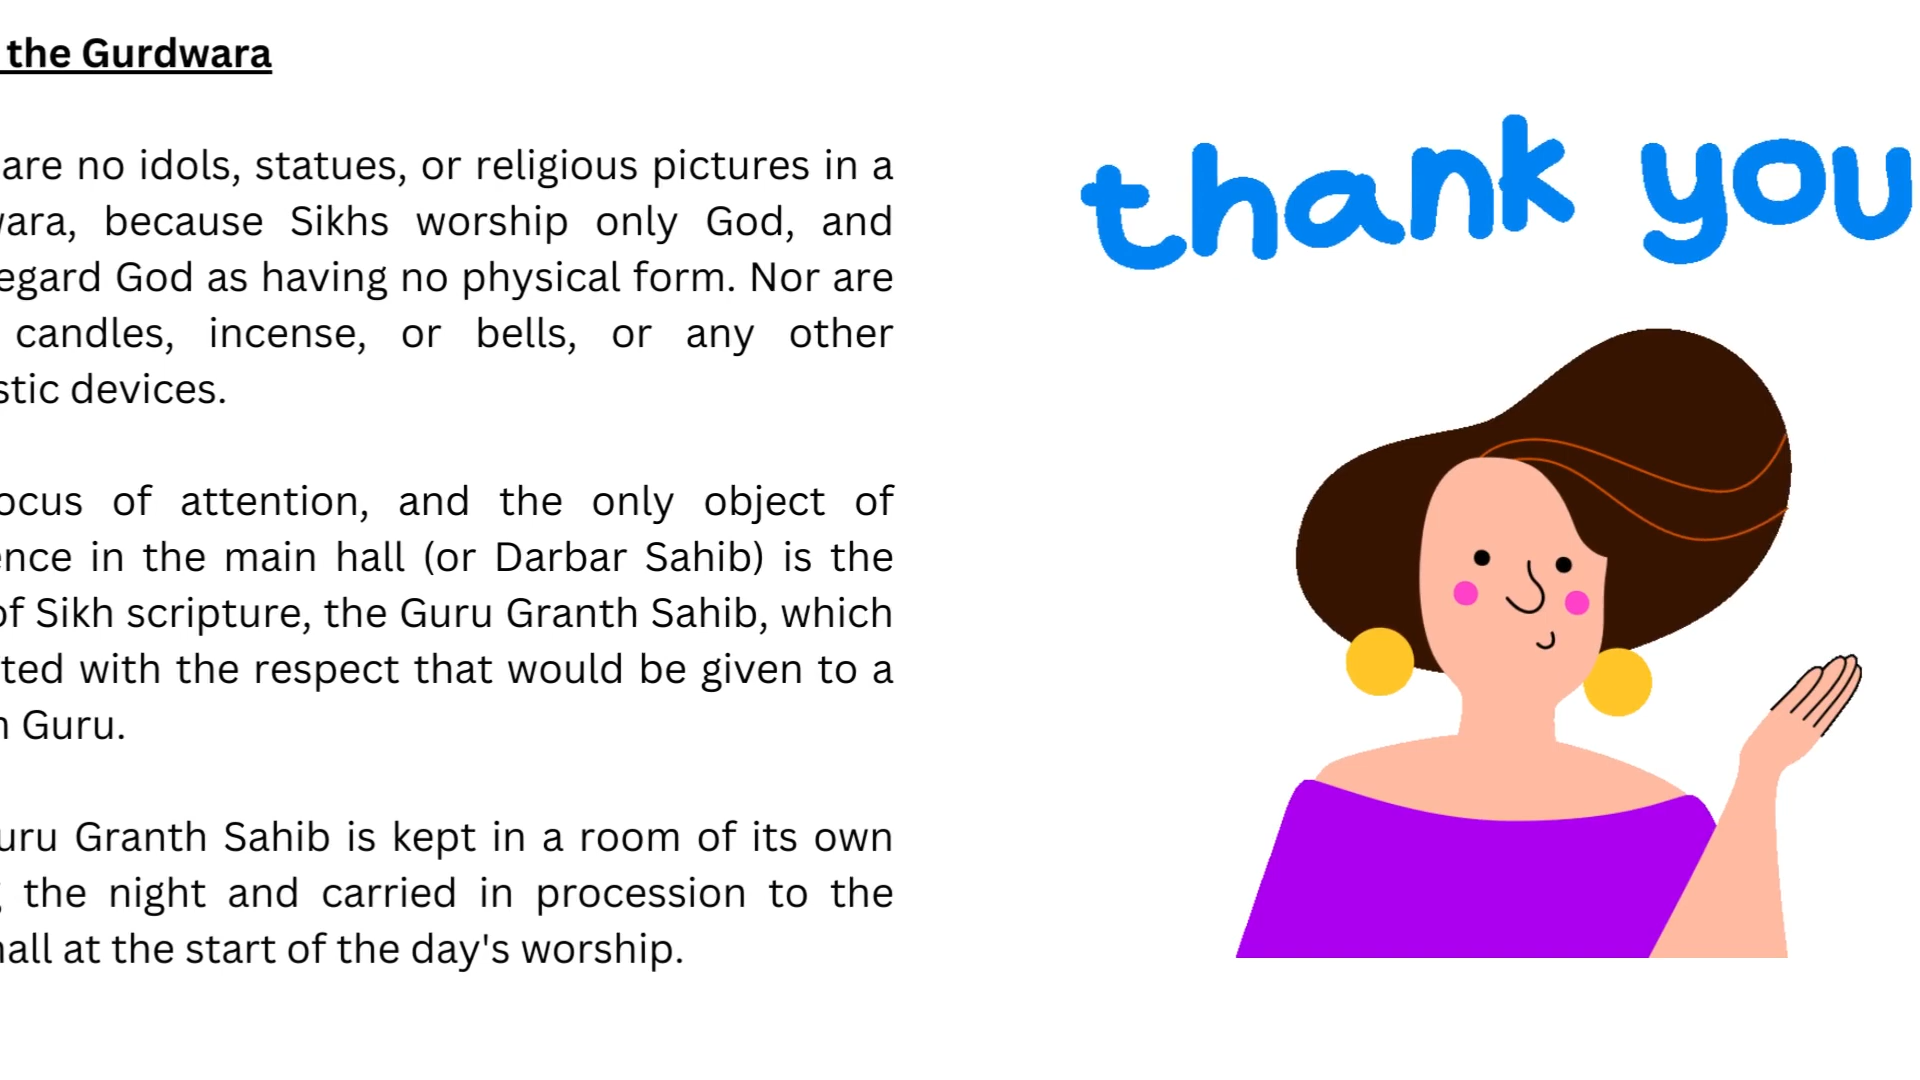 the Gurdwara
are no idols, statues, or religious pictures in a
wara, because Sikhs worship only God, and
egard God as having no physical form. Nor are
candles, incense, or bells, or any other
stic devices.
ocus of attention, and the only object of
ence in the main hall (or Darbar Sahib) is the
of Sikh scripture, the Guru Granth Sahib, which
ted with the respect that would be given to a
n Guru.
uru Granth Sahib is kept in a room of its own
g the night and carried in procession to the
hall at the start of the day's worship.
thank you